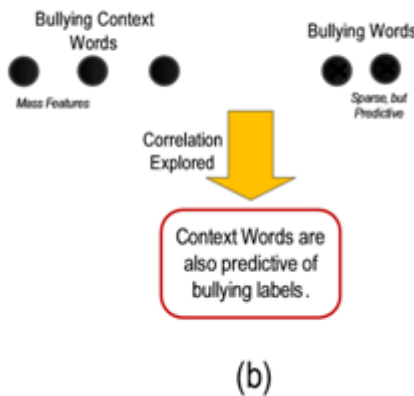 Bullying Context
Words
Bullying Words
Mass Features
Sparse, but
Predictive
Correlation
Explored
Context Words are
also predictive of
bullying labels.
(b)